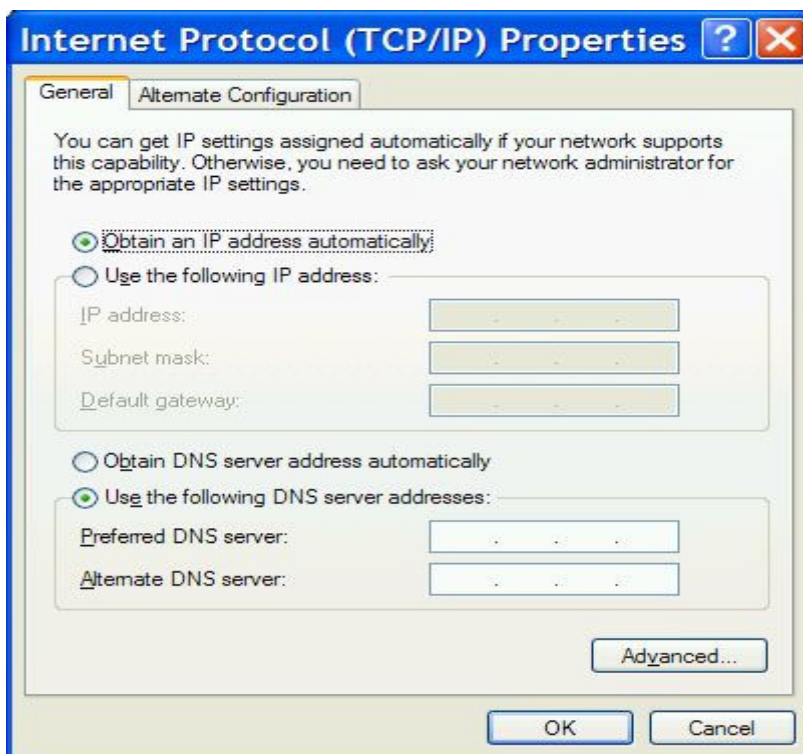 Internet Protocol (TCP/IP) Properties ?
General
Alternate Configuration
You can get IP settings assigned automatically if your network supports
this capability. Otherwise, you need to ask your network administrator for
the appropriate IP settings.
Obtain an IP address automatically
Use the following IP address:
IP address:
Subnet mask:
Default gateway:
Obtain DNS server address automatically
Use the following DNS server addresses:
Preferred DNS server:
Alternate DNS server:
Advanced...
OK
Cancel